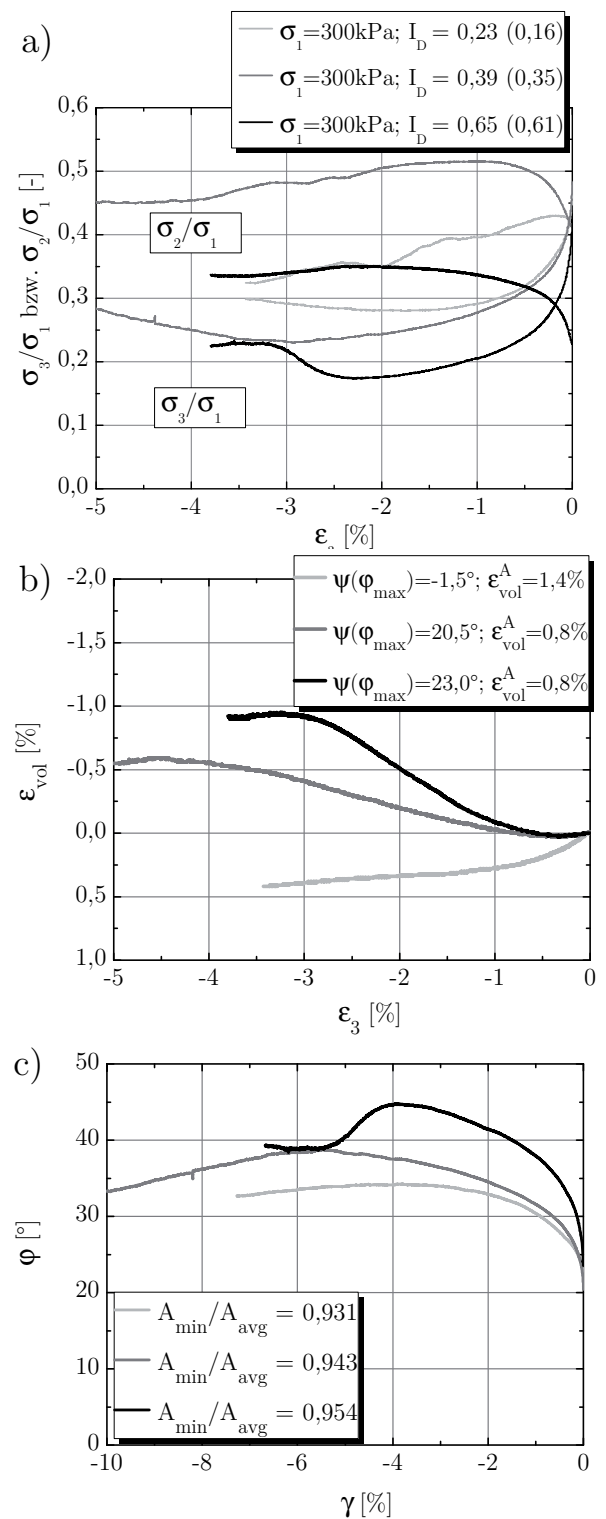 a)
σ1=300kPa; ID = 0,23 (0,16)
σ1=300kPa; ID = 0,39 (0,35)
σ1=300kPa; ID = 0,65 (0,61)
σ3/σ1 bzw. σ2/σ1 [-]
0,6
0,5
0,4
0,3
0,2
0,1
0,0
σ2/σ1
σ3/σ1
-5 -4 -3 -2 -1 0
ε3 [%]
b)
ψ(φmax)=-1,5°; εAvol=1,4%
ψ(φmax)=20,5°; εAvol=0,8%
ψ(φmax)=23,0°; εAvol=0,8%
εvol [%]
-2,0
-1,5
-1,0
-0,5
0,0
0,5
1,0
-5 -4 -3 -2 -1 0
ε3 [%]
c)
φ [°]
50
40
30
20
10
0
Amin/Aavg = 0,931
Amin/Aavg = 0,943
Amin/Aavg = 0,954
-10 -8 -6 -4 -2 0
γ [%]